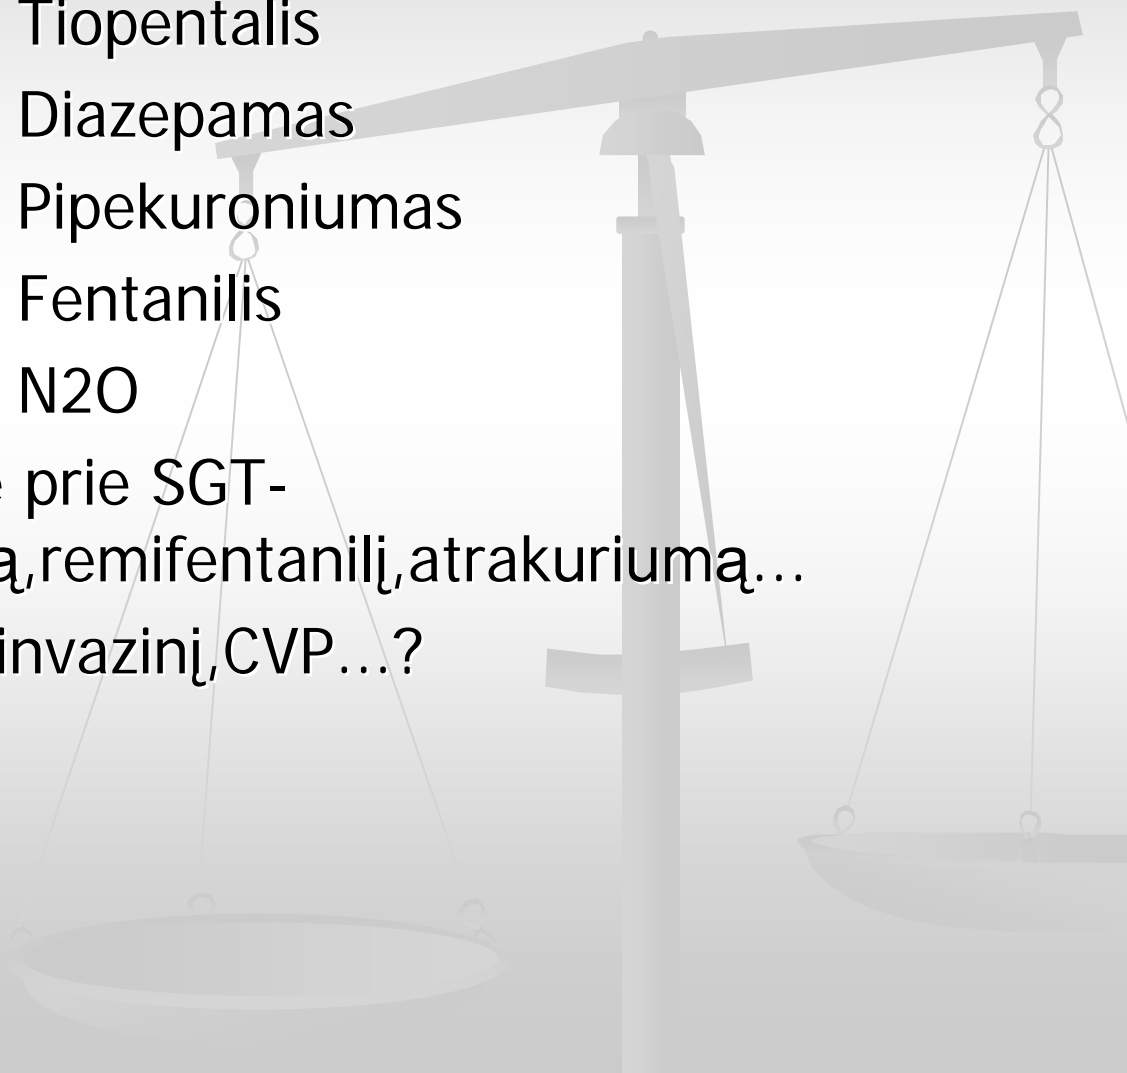 Tiopentalis
Diazepamas
Pipekuroniumas
Fentanilis
N2O
prie SGT-
ą,remifentanilį,atrakuriumą...
invazinį,CVP...?